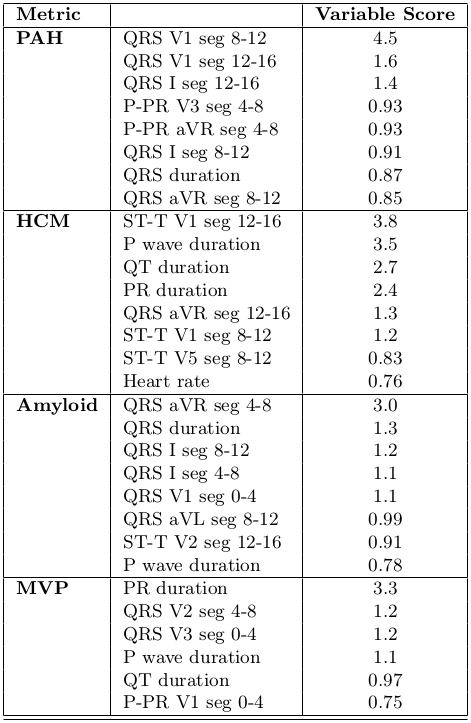 Metric Variable Score
PAH QRS V1 seg 8-12 4.5
QRS V1 seg 12-16 1.6
QRS I seg 12-16 1.4
P-PR V3 seg 4-8 0.93
P-PR aVR seg 4-8 0.93
QRS I seg 8-12 0.91
QRS duration 0.87
QRS aVR seg 8-12 0.85
HCM ST-T V1 seg 12-16 3.8
P wave duration 3.5
QT duration 2.7
PR duration 2.4
QRS aVR seg 12-16 1.3
ST-T V1 seg 8-12 1.2
ST-T V5 seg 8-12 0.83
Heart rate 0.76
Amyloid QRS aVR seg 4-8 3.0
QRS duration 1.3
QRS I seg 8-12 1.2
QRS I seg 4-8 1.1
QRS V1 seg 0-4 1.1
QRS aVL seg 8-12 0.99
ST-T V2 seg 12-16 0.91
P wave duration 0.78
MVP PR duration 3.3
QRS V2 seg 4-8 1.2
QRS V3 seg 0-4 1.2
P wave duration 1.1
QT duration 0.97
P-PR V1 seg 0-4 0.75